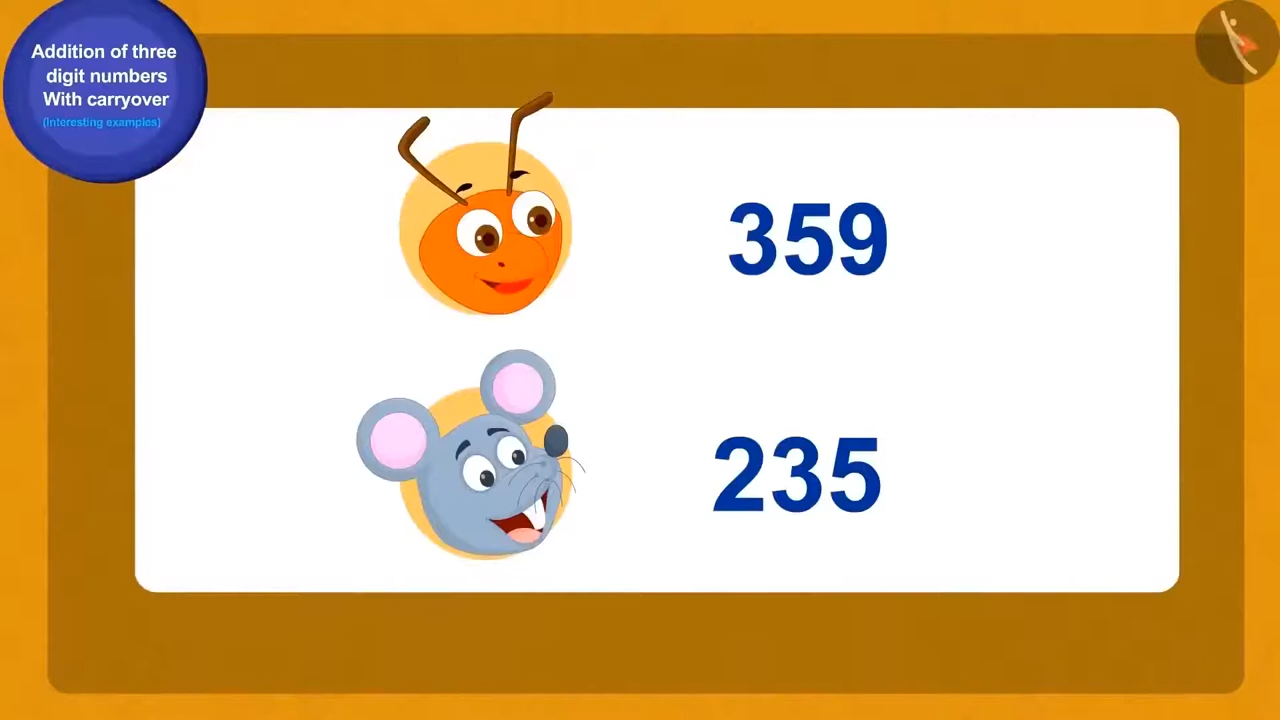 Addition of three
digit numbers
With carryover
(Interesting examples)
359
235